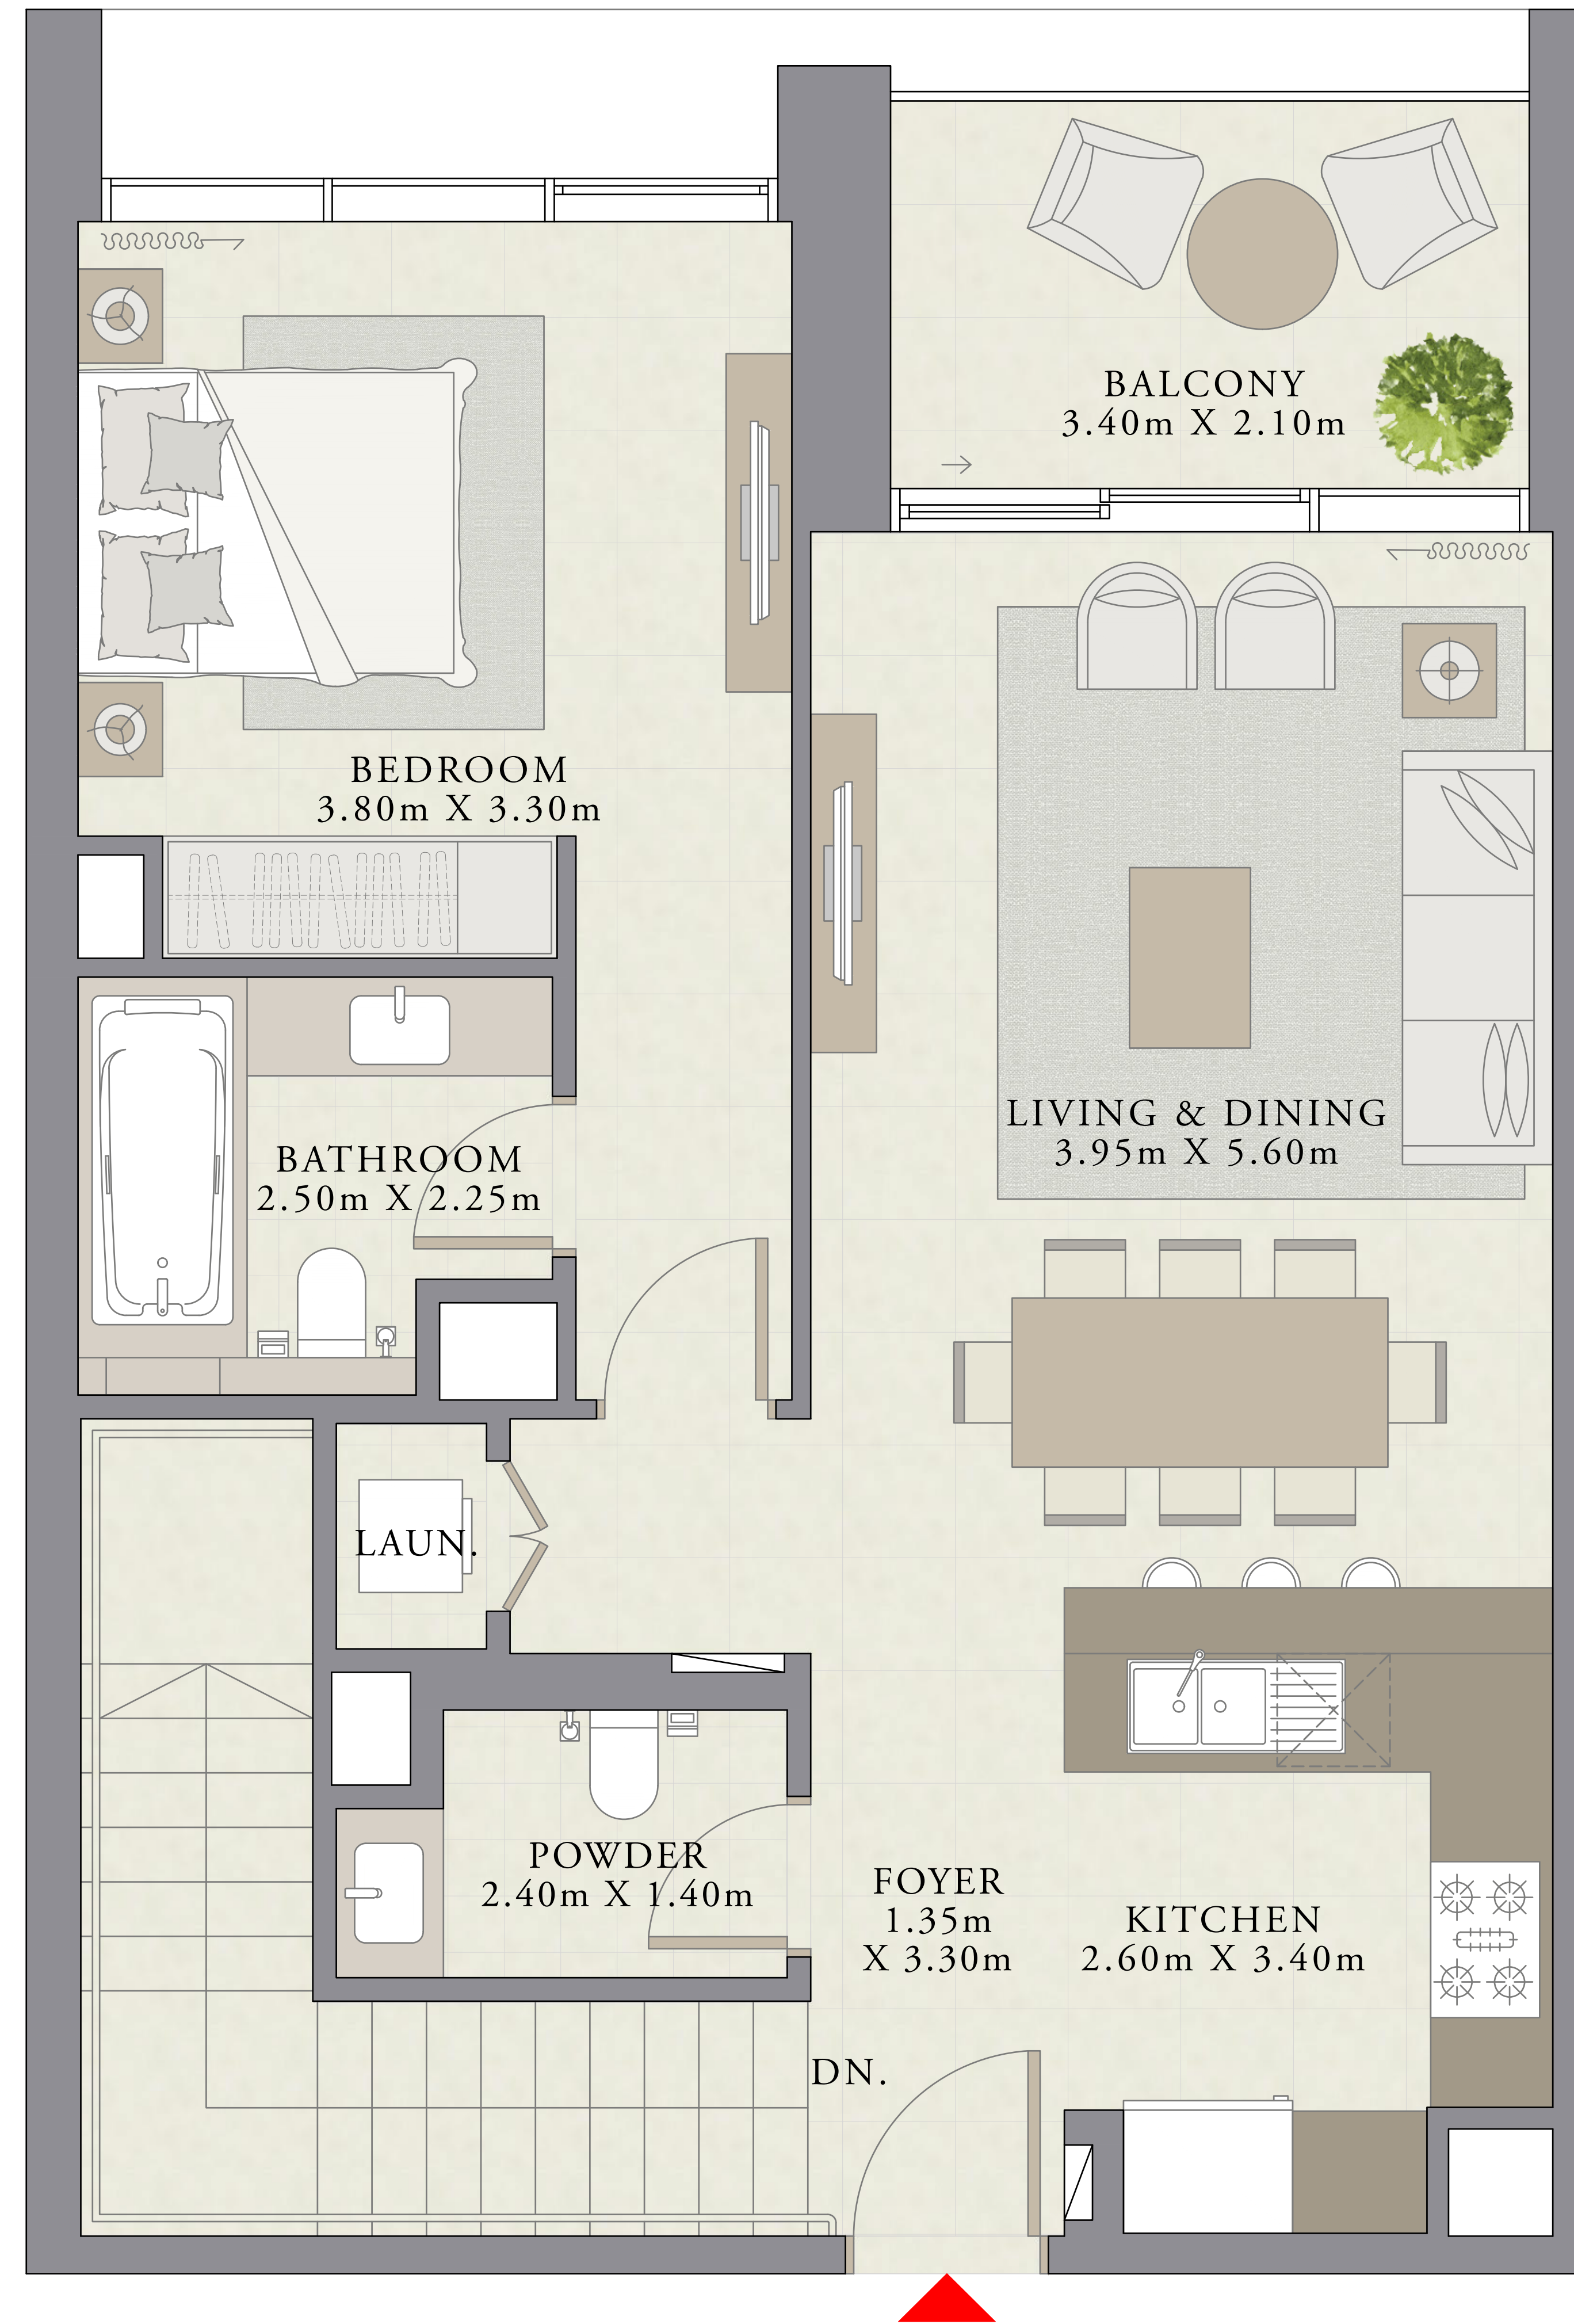 BALCONY
3.40m X 2.10m
BEDROOM
3.80m X 3.30m
LIVING & DINING
3.95m X 5.60m
BATHROOM
2.50m X 2.25m
LAUN.
POWDER
2.40m X 1.40m
FOYER
1.35m
X 3.30m
KITCHEN
2.60m X 3.40m
DN.